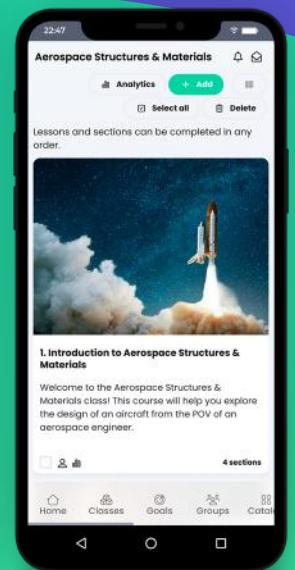 22:47
Aerospace Structures & Materials
Analytics
+ Add
Select all
Delete
Lessons and sections can be completed in any
order.
1. Introduction to Aerospace Structures &
Materials
Welcome to the Aerospace Structures &
Materials class! This course will help you explore
the design of an aircraft from the POV of an
aerospace engineer.
4 sections
Home Classes Goals Groups Catal